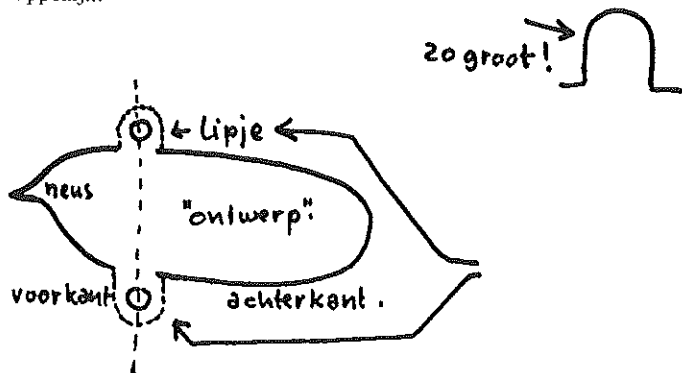 zo groot!
lipje
neus
"ontwerp".
voorkant
achterkant.